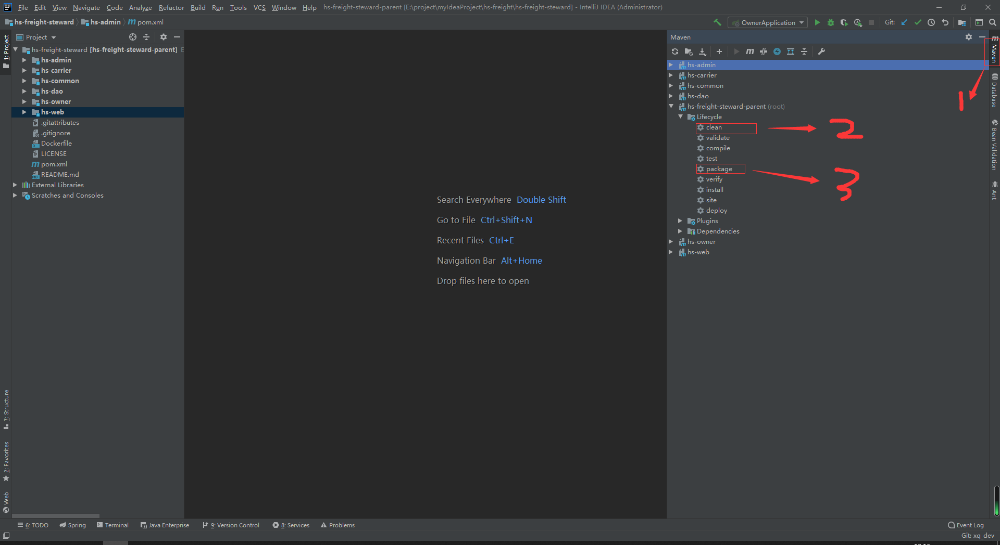 File Edit View Navigate Code Analyze Refactor Build Run Tools VCS Window Help hs-freight-steward-parent [E:\project\myIdeaProject\hs-freight\hs-freight-steward] - IntelliJ IDEA (Administrator)
hs-freight-steward hs-admin pom.xml OwnerApplication Git:
Project
hs-freight-steward [hs-freight-steward-parent] E
hs-admin
hs-carrier
hs-common
hs-dao
hs-owner
hs-web
.gitattributes
.gitignore
Dockerfile
LICENSE
pom.xml
README.md
External Libraries
Scratches and Consoles
1: Project
7: Structure
2: Favorites
Web
Search Everywhere Double Shift
Go to File Ctrl+Shift+N
Recent Files Ctrl+E
Navigation Bar Alt+Home
Drop files here to open
Maven
hs-admin
hs-carrier
hs-common
hs-dao
hs-freight-steward-parent (root)
Lifecycle
clean
validate
compile
test
package
verify
install
site
deploy
Plugins
Dependencies
hs-owner
hs-web
1
2
3
Maven
Database
Bean Validation
Ant
6: TODO Spring Terminal Java Enterprise 9: Version Control 8: Services Problems Event Log
Git: xq_dev